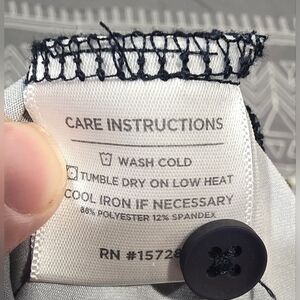 CARE INSTRUCTIONS
WASH COLD
TUMBLE DRY ON LOW HEAT
COOL IRON IF NECESSARY
88% POLYESTER 12% SPANDEX
RN #15728